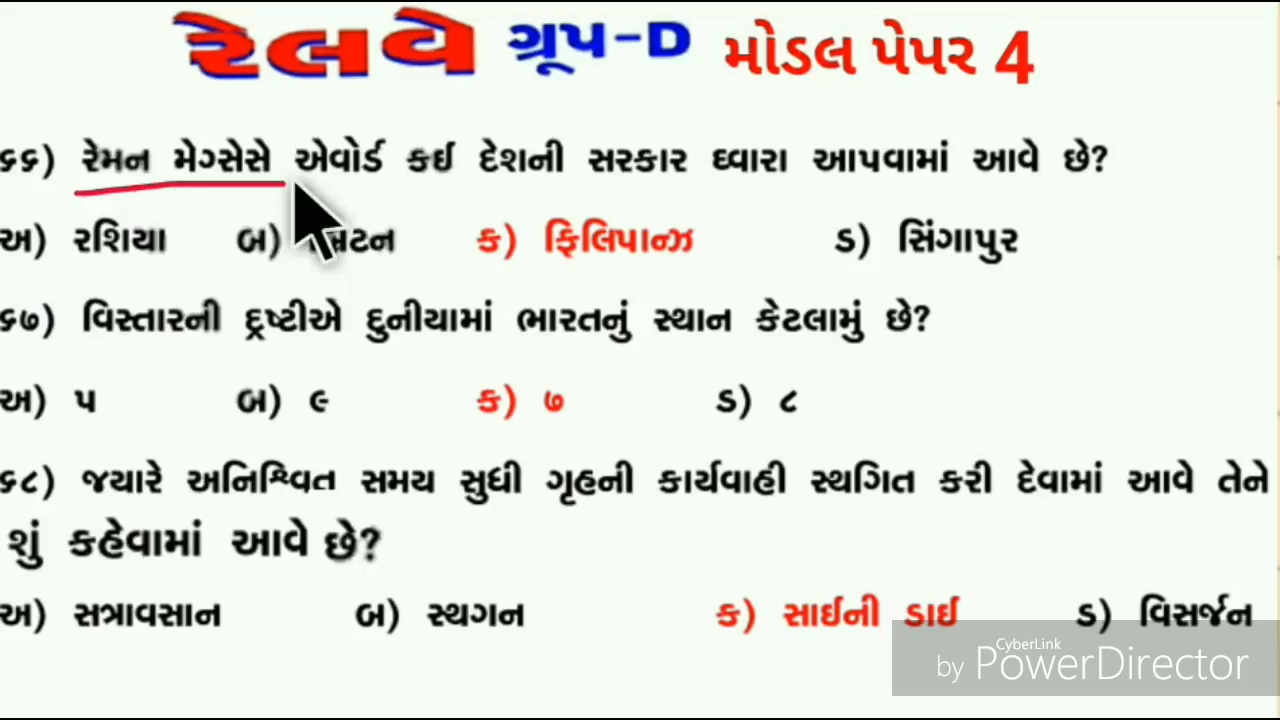 રેલવે ગ્રૂપ-D મોડલ પેપર 4
૬૬) રેમન મેગ્સેસે એવોર્ડ કઈ દેશની સરકાર દ્વારા આપવામાં આવે છે?
અ) રશિયા બ) ક) ફિલિપાન્ઝ ડ) સિંગાપુર
૬૭) વિસ્તારની દ્રષ્ટીએ દુનીયામાં ભારતનું સ્થાન કેટલામું છે?
અ) ૫ બ) ૯ ક) ૭ ડ) ૮
૬૮) જયારે અનિશ્ચિત સમય સુધી ગૃહની કાર્યવાહી સ્થગિત કરી દેવામાં આવે તેને
શું કહેવામાં આવે છે?
અ) સત્રાવસાન બ) સ્થગન ક) સાઈની ડાઈ ડ) વિસર્જન
CyberLink
by PowerDirector